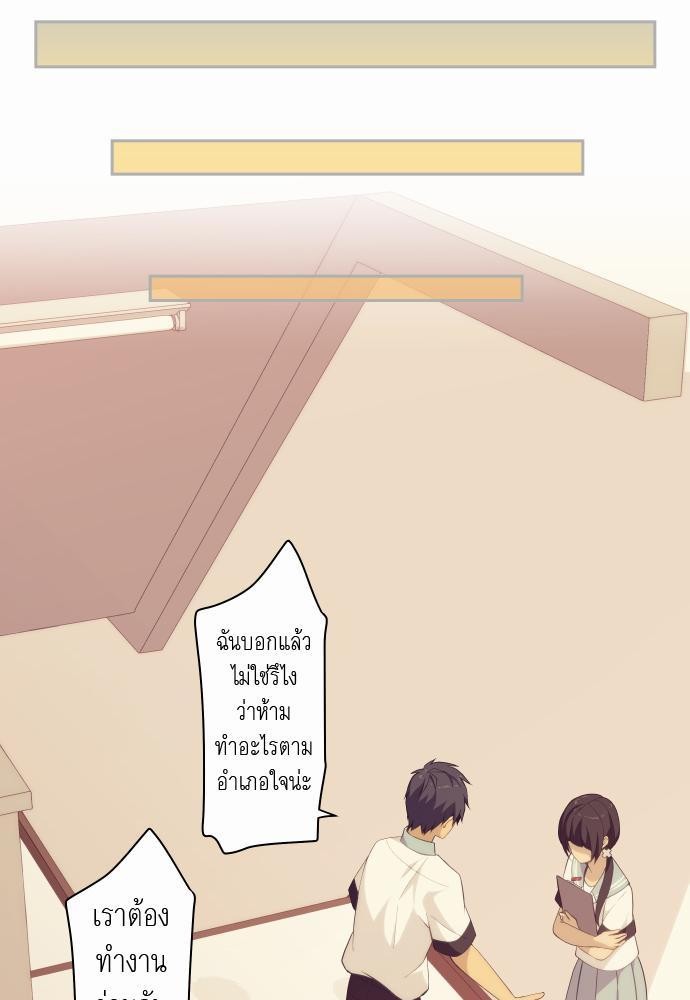 ฉันบอกแล้ว
ไม่ใช่รึไง
ว่าห้าม
ทำอะไรตาม
อำเภอใจน่ะ
เราต้อง
ทำงาน